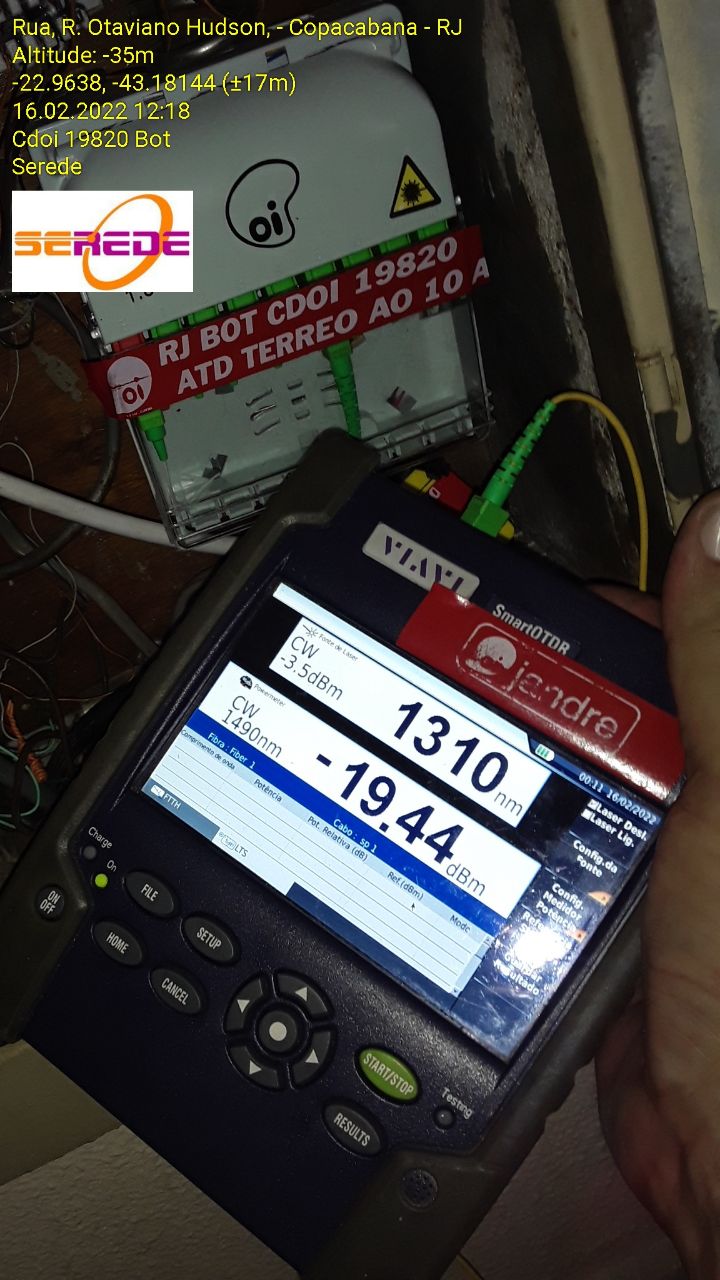 Rua, R. Otaviano Hudson, - Copacabana - RJ
Altitude: -35m
-22.9638, -43.18144 (±17m)
16.02.2022 12:18
Cdoi 19820 Bot
Serede
SEREDE
oi
RJ BOT CDOI 19820
oi ATD TERREO AO 10 A
VIAVI
SmartOTDR
jandre
Fonte de Laser
CW
-3.5dBm
1310 nm
Powermeter
CW
1490nm
-19.44 dBm
00:11 16/02/2022
Laser Desl.
Laser Lig.
Config.da
Fonte
Config.
Medidor
Potência
Fibra : Fiber 1
Cabo : sp 1
Comprimento de onda
Potência
Pot. Relativa (dB)
Ref.(dBm)
Modo
FTTH
LTS
Charge
On
ON
OFF
FILE
SETUP
HOME
CANCEL
START/STOP
Testing
RESULTS